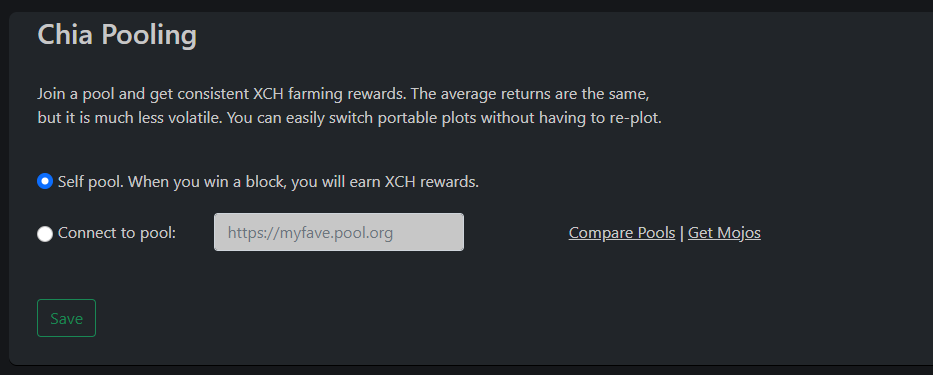 Chia Pooling
Join a pool and get consistent XCH farming rewards. The average returns are the same,
but it is much less volatile. You can easily switch portable plots without having to re-plot.
Self pool. When you win a block, you will earn XCH rewards.
Connect to pool: https://myfave.pool.org Compare Pools | Get Mojos
Save